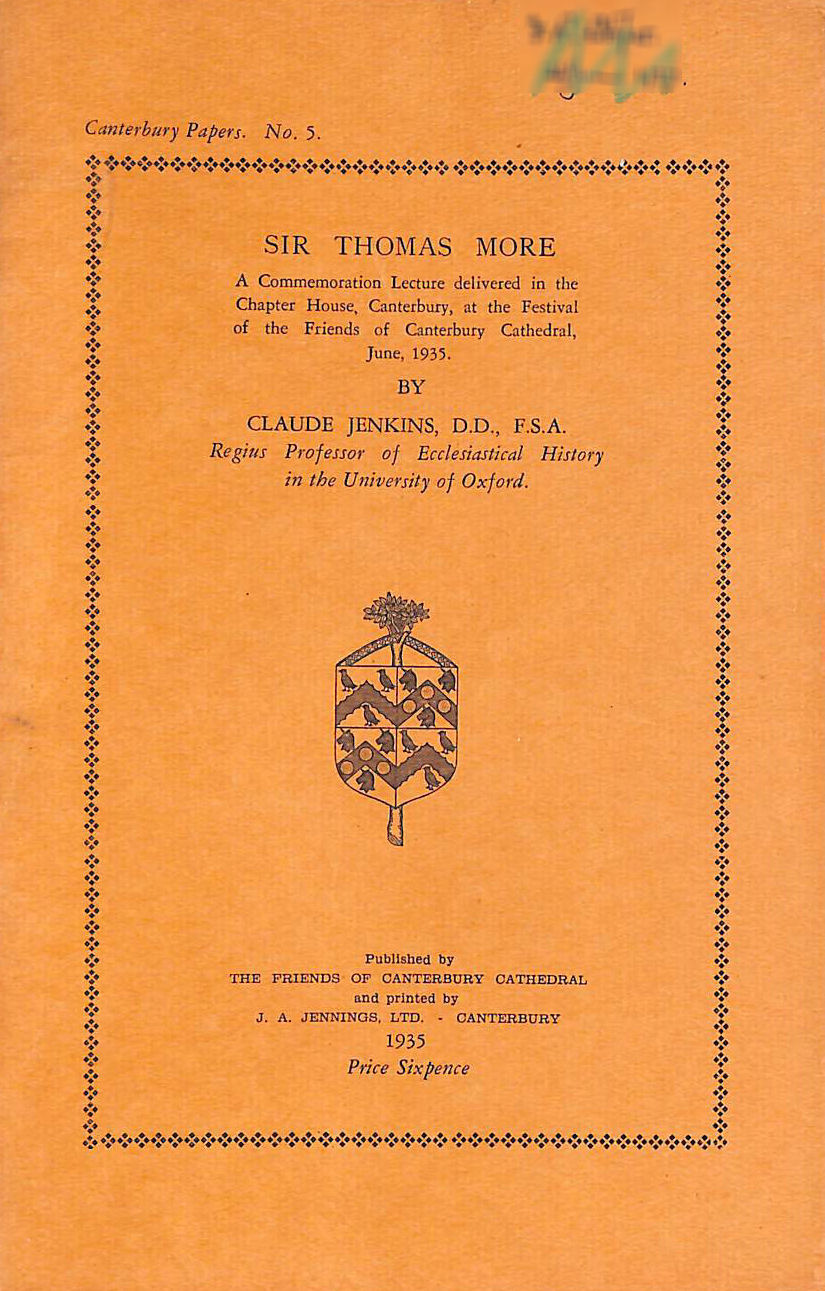 Canterbury Papers. No. 5.
SIR THOMAS MORE
A Commemoration Lecture delivered in the
Chapter House, Canterbury, at the Festival
of the Friends of Canterbury Cathedral,
June, 1935.
BY
CLAUDE JENKINS, D.D., F.S.A.
Regius Professor of Ecclesiastical History
in the University of Oxford.
Published by
THE FRIENDS OF CANTERBURY CATHEDRAL
and printed by
J. A. JENNINGS, LTD. - CANTERBURY
1935
Price Sixpence